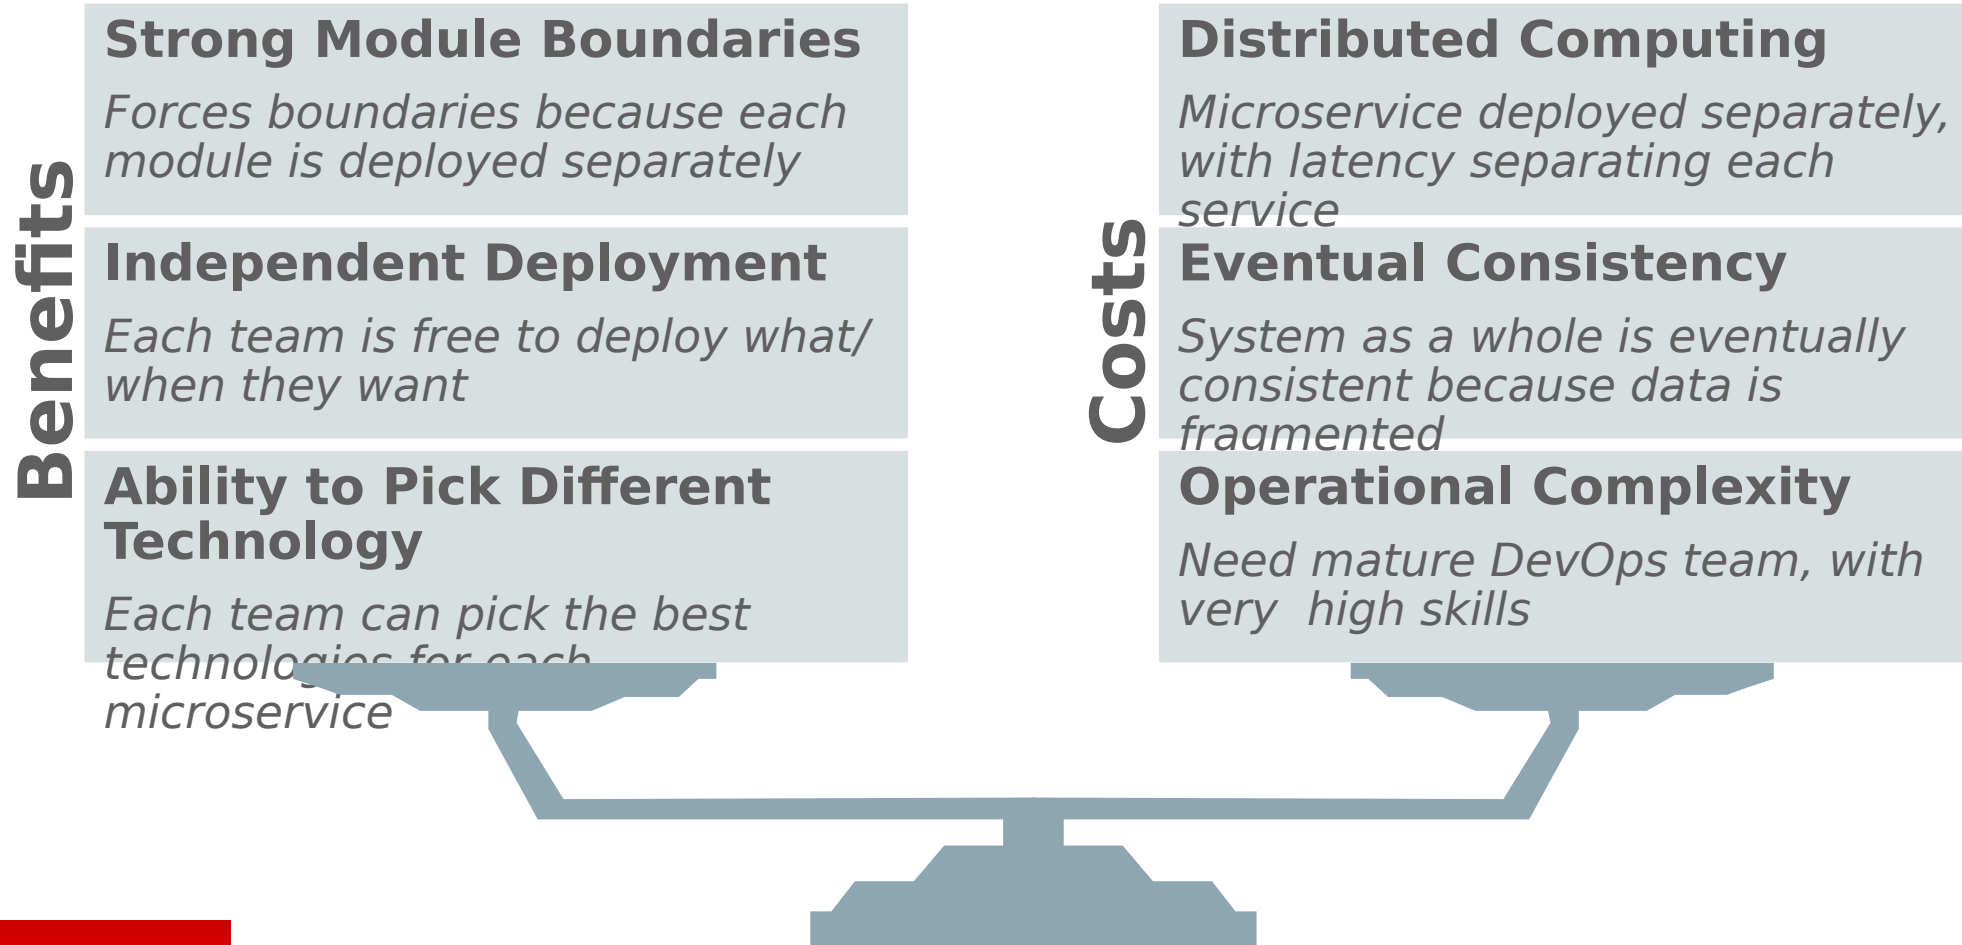 Benefits
Strong Module Boundaries
Forces boundaries because each
module is deployed separately
Independent Deployment
Each team is free to deploy what/
when they want
Ability to Pick Different
Technology
Each team can pick the best
technologies for each
microservice
Costs
Distributed Computing
Microservice deployed separately,
with latency separating each
service
Eventual Consistency
System as a whole is eventually
consistent because data is
fragmented
Operational Complexity
Need mature DevOps team, with
very  high skills